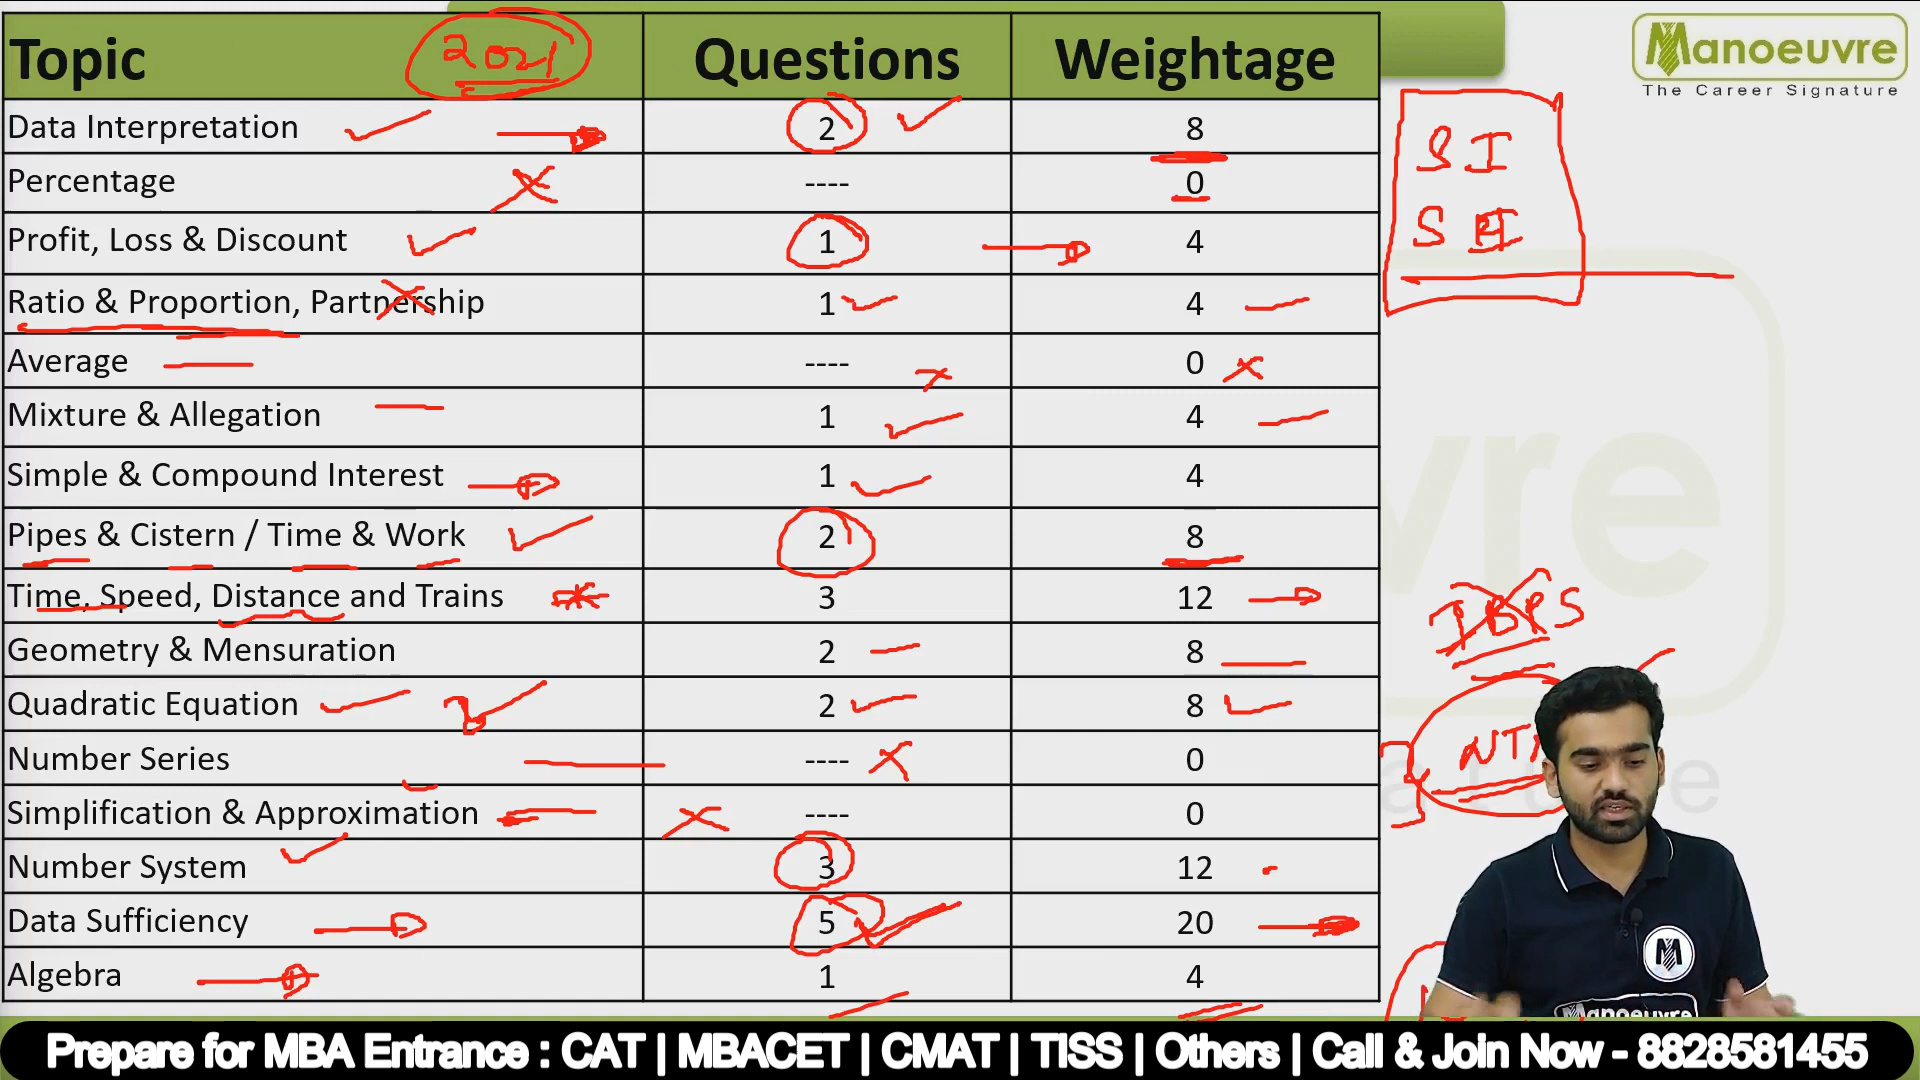 Topic 2021 Questions Weightage
Manoeuvre
The Career Signature
Data Interpretation 2 8
Percentage ---- 0
Profit, Loss & Discount 1 4
Ratio & Proportion, Partnership 1 4
Average ---- 0
Mixture & Allegation 1 4
Simple & Compound Interest 1 4
Pipes & Cistern / Time & Work 2 8
Time, Speed, Distance and Trains 3 12
Geometry & Mensuration 2 8
Quadratic Equation 2 8
Number Series ---- 0
Simplification & Approximation ---- 0
Number System 3 12
Data Sufficiency 5 20
Algebra 1 4
SI
IBPS
NTA
Manoeuvre
Prepare for MBA Entrance : CAT | MBACET | CMAT | TISS | Others | Call & Join Now - 8828581455